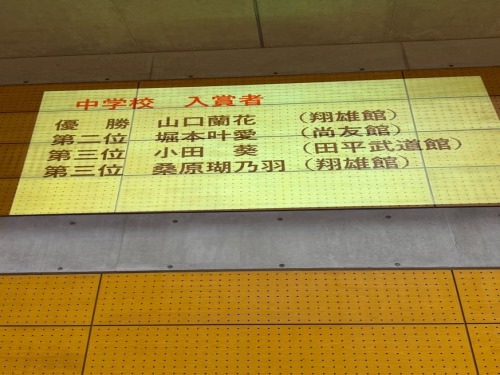 中学校 入賞者
優勝 山口蘭花 (翔雄館)
第二位 堀本叶愛 (尚友館)
第三位 小田葵 (田平武道館)
第三位 桑原瑚乃羽 (翔雄館)